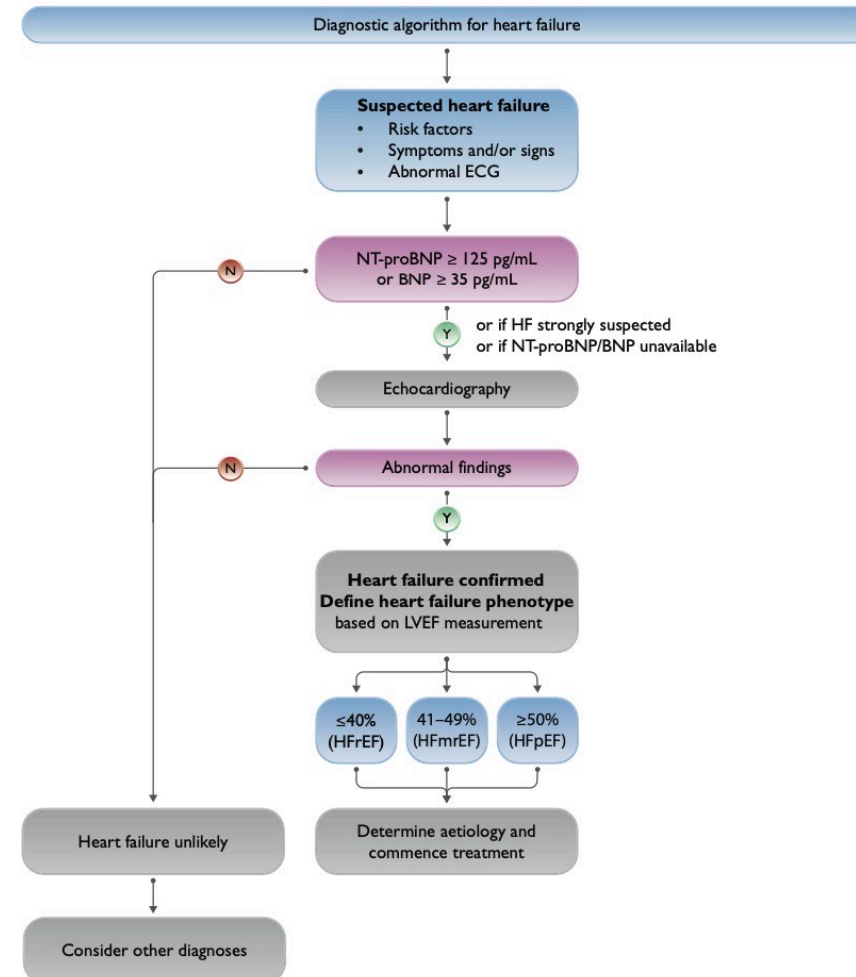 Diagnostic algorithm for heart failure
Suspected heart failure
• Risk factors
• Symptoms and/or signs
• Abnormal ECG
N
NT-proBNP ≥ 125 pg/mL
or BNP ≥ 35 pg/mL
Y
or if HF strongly suspected
or if NT-proBNP/BNP unavailable
Echocardiography
N
Abnormal findings
Y
Heart failure confirmed
Define heart failure phenotype
based on LVEF measurement
≤40%
(HFrEF)
41–49%
(HFmrEF)
≥50%
(HFpEF)
Heart failure unlikely
Determine aetiology and
commence treatment
Consider other diagnoses